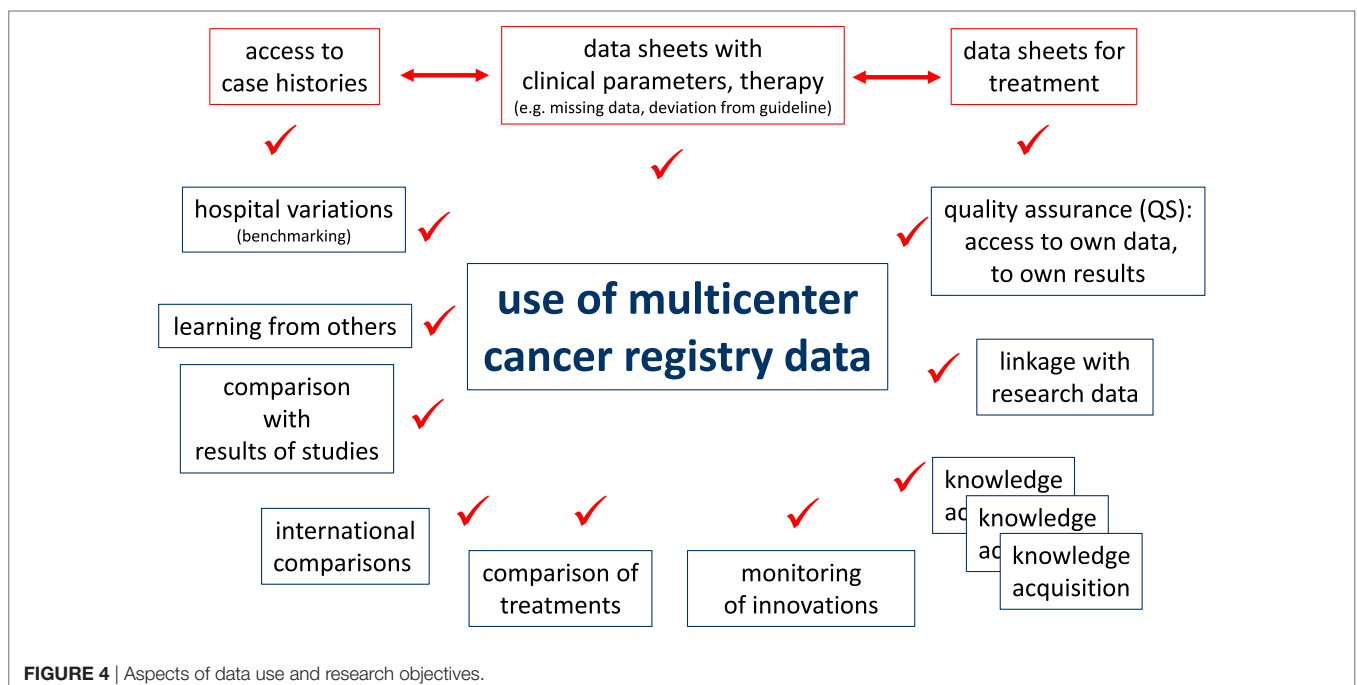 access to
case histories
data sheets with
clinical parameters, therapy
(e.g. missing data, deviation from guideline)
data sheets for
treatment
hospital variations
(benchmarking)
quality assurance (QS):
access to own data,
to own results
use of multicenter
cancer registry data
learning from others
linkage with
research data
comparison
with
results of studies
knowledge
ac
knowledge
ac
knowledge
acquisition
international
comparisons
comparison of
treatments
monitoring
of innovations
FIGURE 4 | Aspects of data use and research objectives.